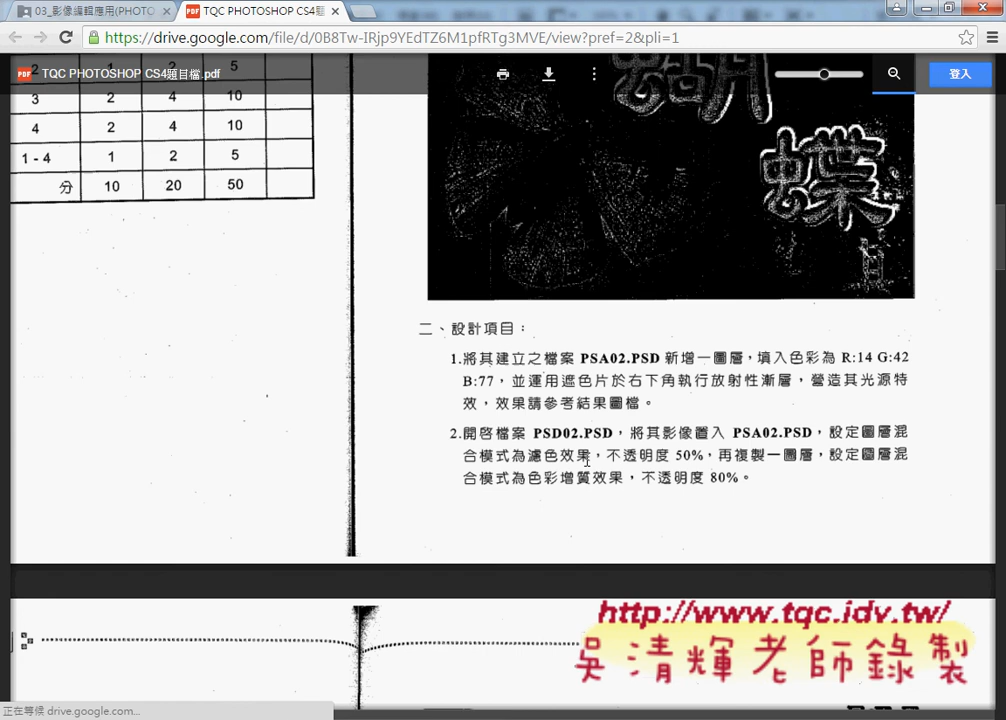 03_影像編輯應用(PHOTO
TQC PHOTOSHOP CS4題
https://drive.google.com/file/d/0B8Tw-IRjp9YEdTZ6M1pfRTg3MVE/view?pref=2&pli=1
TQC PHOTOSHOP CS4題目檔.pdf
登入
2 1 2 5
3 2 4 10
4 2 4 10
1 - 4 1 2 5
分 10 20 50
蝴
蝶
二、設計項目：
1.將其建立之檔案 PSA02.PSD 新增一圖層，填入色彩為 R:14 G:42
B:77，並運用遮色片於右下角執行放射性漸層，營造其光源特
效，效果請參考結果圖檔。
2.開啓檔案 PSD02.PSD，將其影像置入 PSA02.PSD，設定圖層混
合模式為濾色效果，不透明度 50%，再複製一圖層，設定圖層混
合模式為色彩增質效果，不透明度 80%。
http://www.tqc.idv.tw/
吳清輝老師錄製
正在等候 drive.google.com...